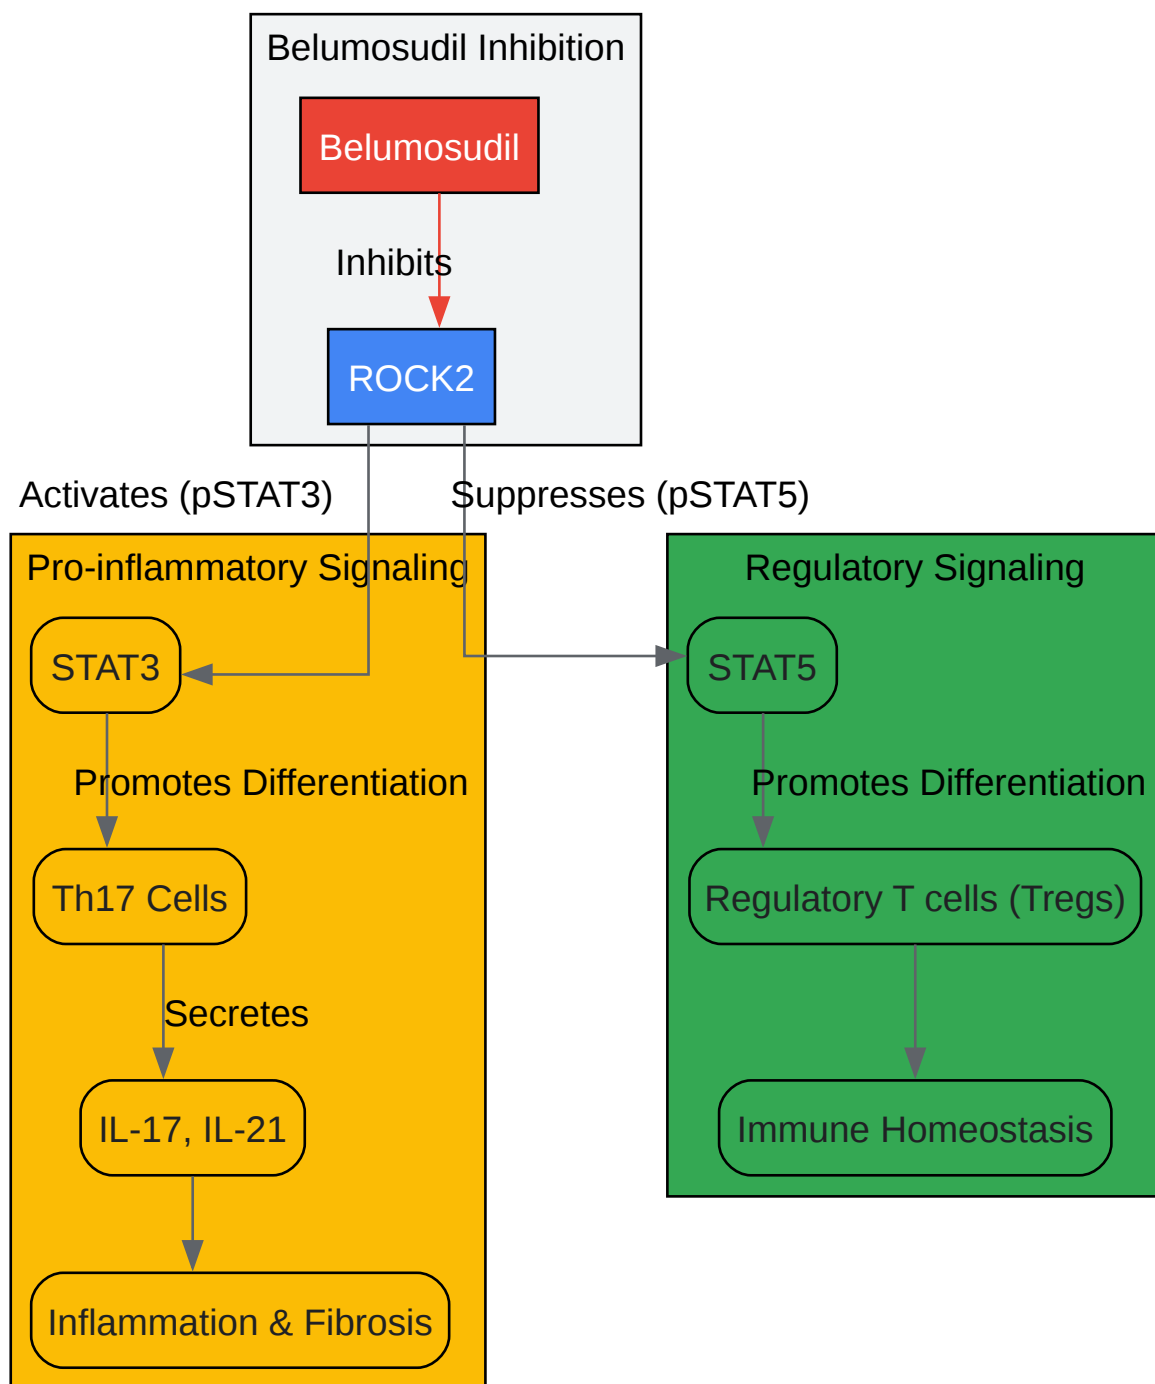 Belumosudil Inhibition
Belumosudil
Inhibits
ROCK2
Activates (pSTAT3)
Suppresses (pSTAT5)
Pro-inflammatory Signaling
STAT3
Promotes Differentiation
Th17 Cells
Secretes
IL-17, IL-21
Inflammation & Fibrosis
Regulatory Signaling
STAT5
Promotes Differentiation
Regulatory T cells (Tregs)
Immune Homeostasis